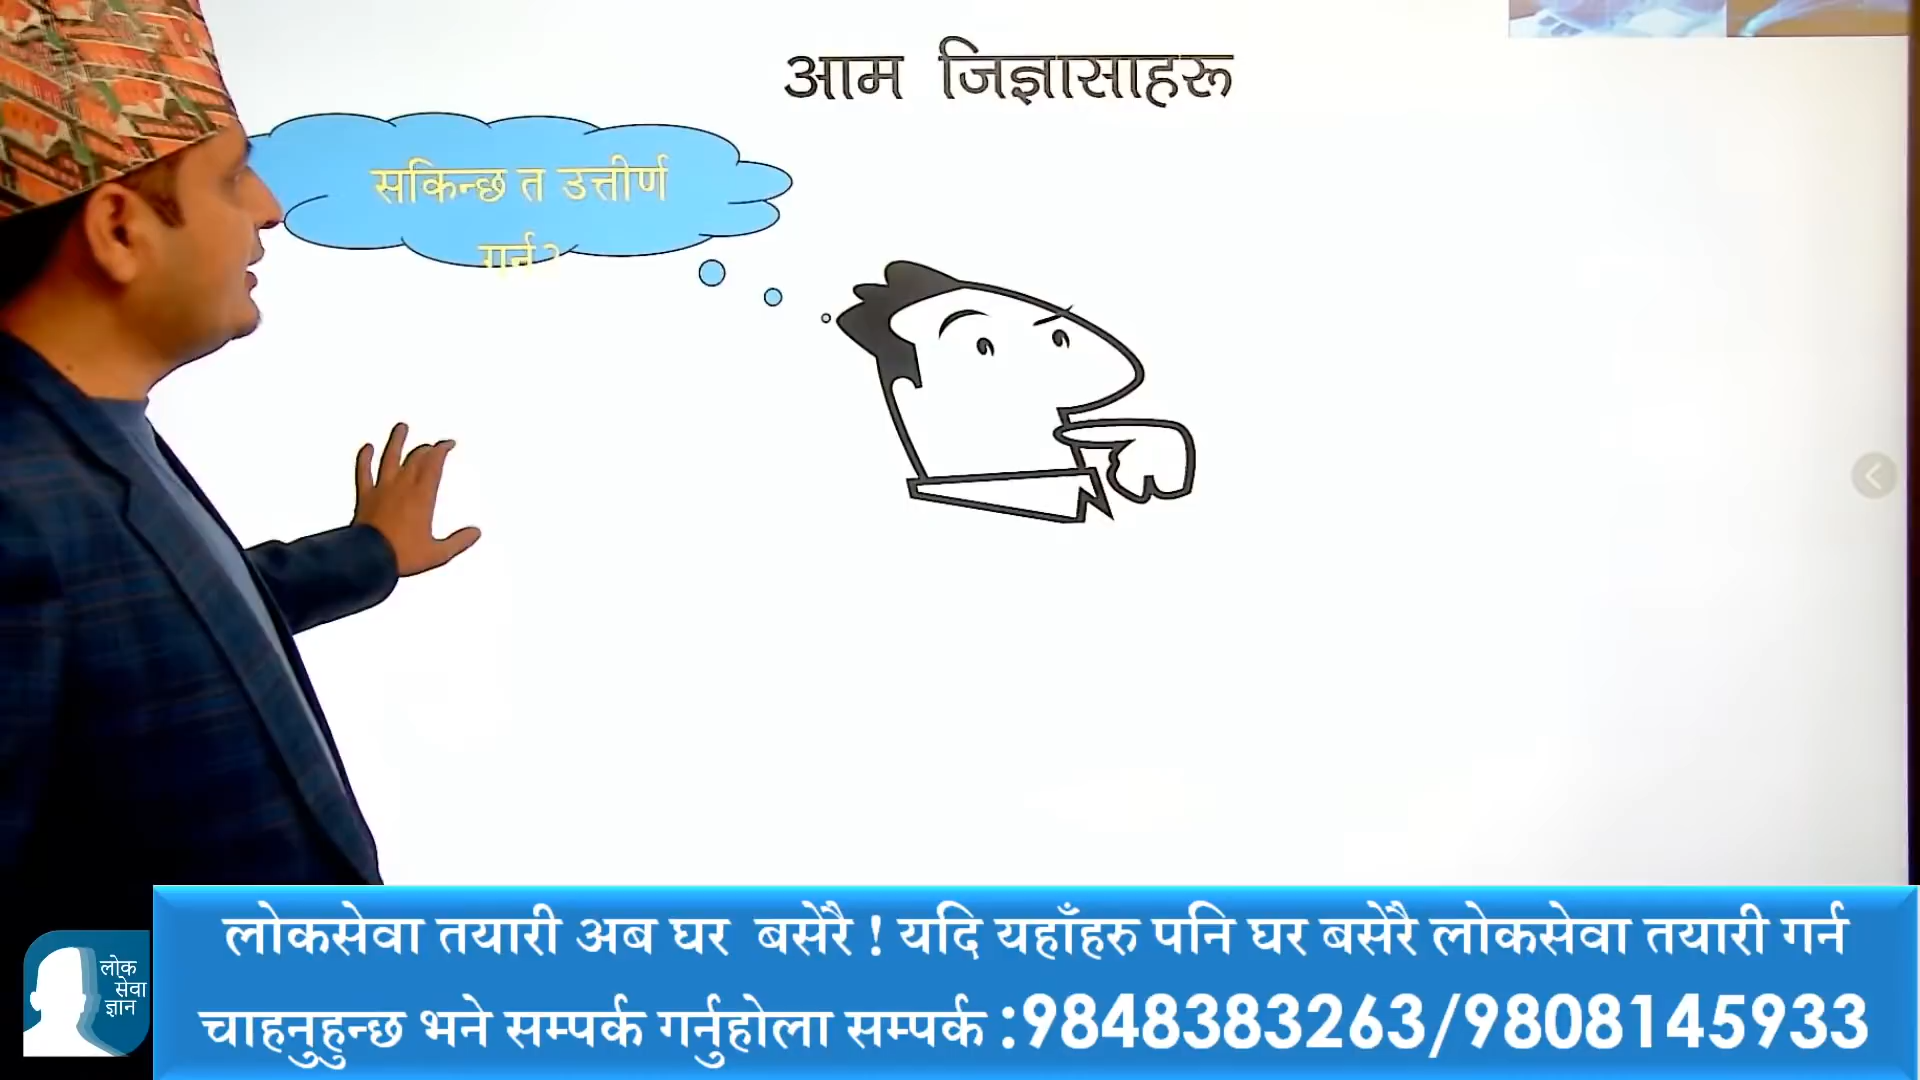 आम जिज्ञासाहरू
सकिन्छ त उत्तीर्ण
गर्न ?
लोकसेवा तयारी अब घर बसेरै ! यदि यहाँहरु पनि घर बसेरै लोकसेवा तयारी गर्न
चाहनुहुन्छ भने सम्पर्क गर्नुहोला सम्पर्क :9848383263/9808145933
लोक
सेवा
ज्ञान